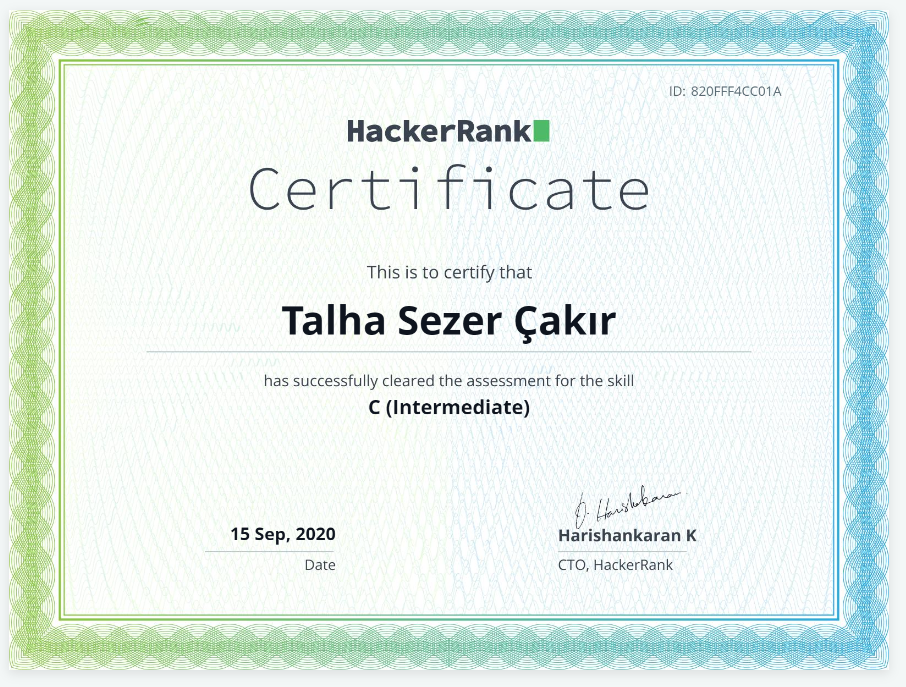 ID: 820FFF4CC01A
HackerRank
Certificate
This is to certify that
Talha Sezer Çakır
has successfully cleared the assessment for the skill
C (Intermediate)
15 Sep, 2020
Date
J. Harishankaran
Harishankaran K
CTO, HackerRank